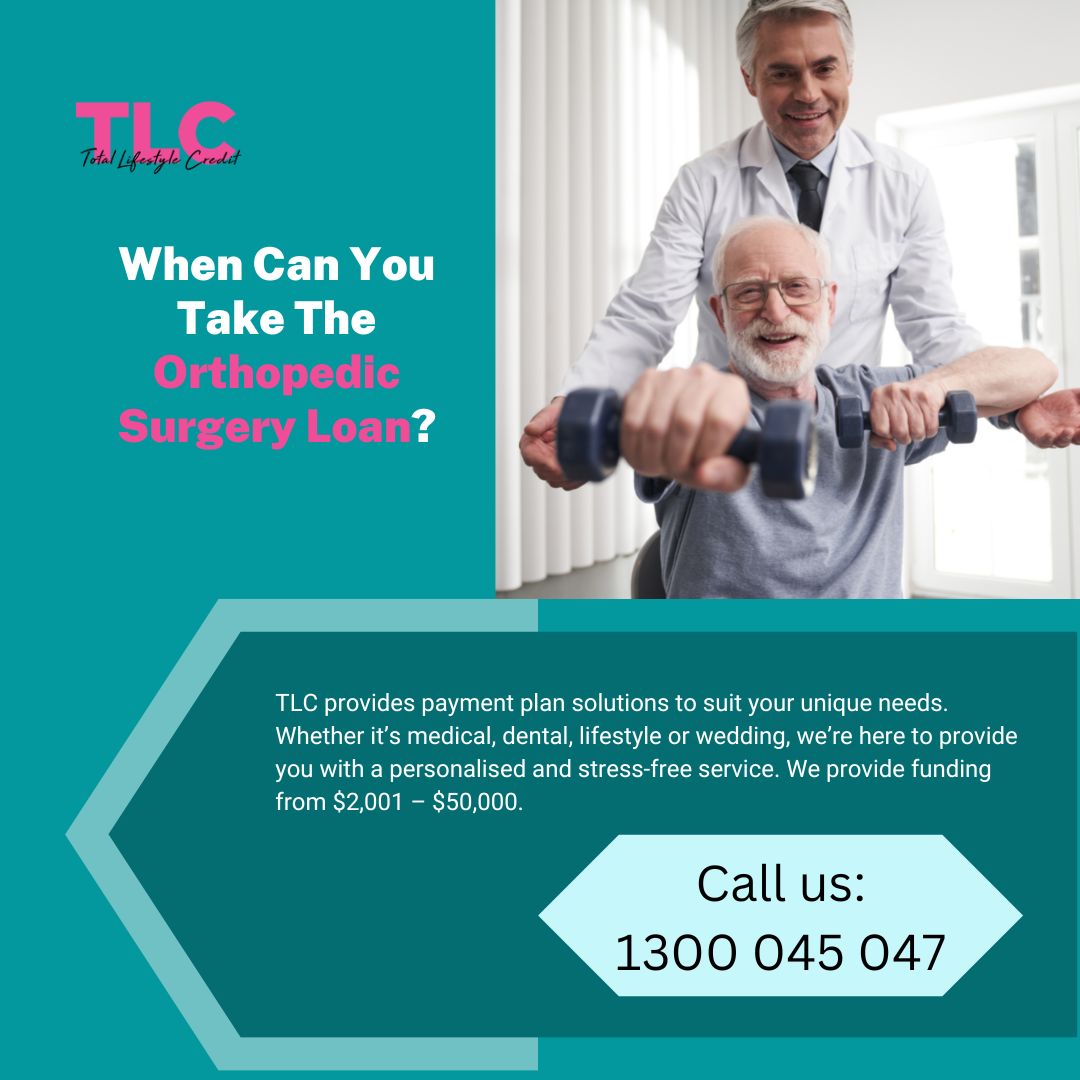 TLC
Total Lifestyle Credit
When Can You
Take The
Orthopedic
Surgery Loan?
TLC provides payment plan solutions to suit your unique needs.
Whether it’s medical, dental, lifestyle or wedding, we’re here to provide
you with a personalised and stress-free service. We provide funding
from $2,001 – $50,000.
Call us:
1300 045 047